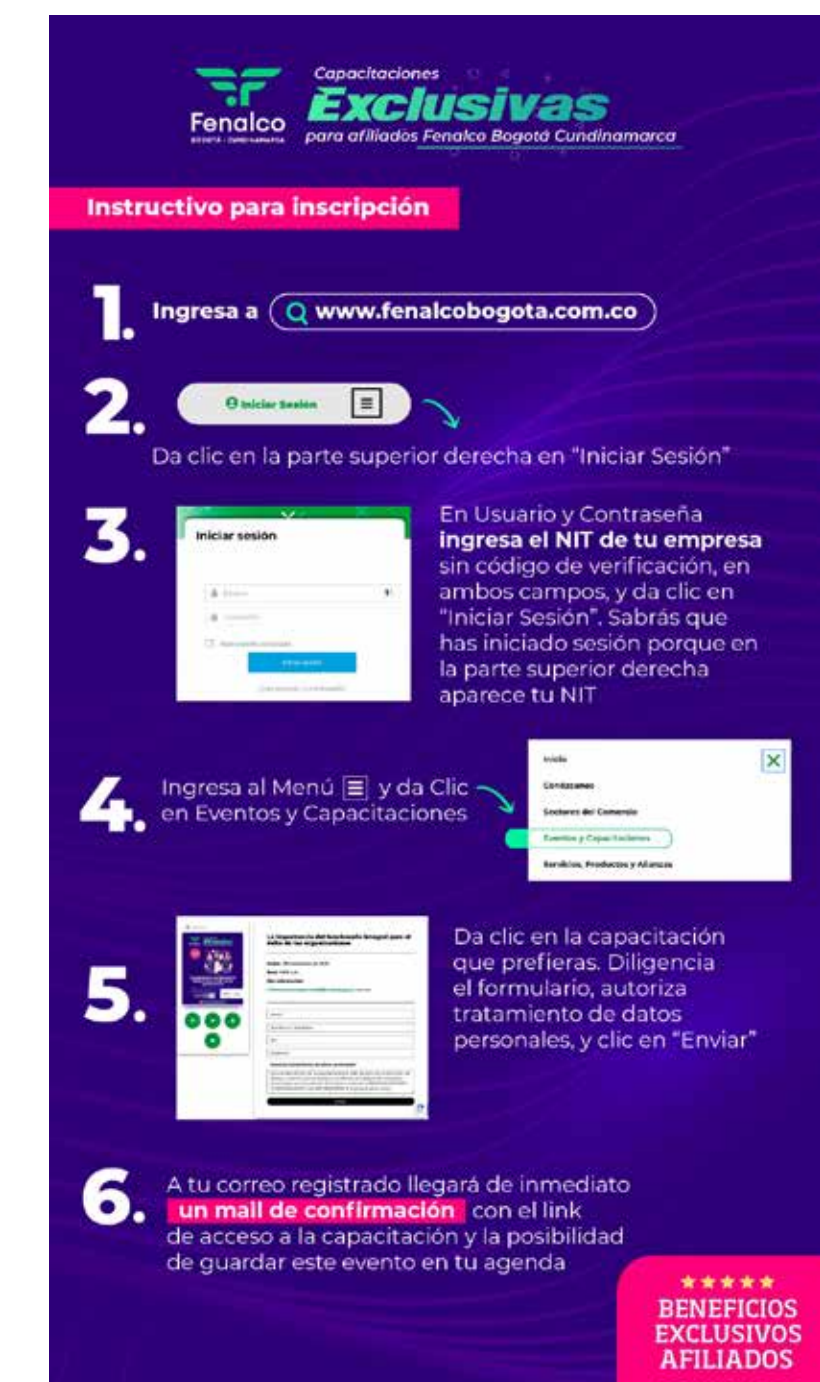 Capacitaciones
Exclusivas
para afiliados Fenalco Bogotá Cundinamarca
Fenalco
BOGOTÁ - CUNDINAMARCA
Instructivo para inscripción
1. Ingresa a www.fenalcobogota.com.co
2. Iniciar Sesión
Da clic en la parte superior derecha en “Iniciar Sesión”
3.
Iniciar sesión
En Usuario y Contraseña
ingresa el NIT de tu empresa
sin código de verificación, en
ambos campos, y da clic en
“Iniciar Sesión”. Sabrás que
has iniciado sesión porque en
la parte superior derecha
aparece tu NIT
4.
Ingresa al Menú y da Clic
en Eventos y Capacitaciones
Inicio
Conózcanos
Sectores del Comercio
Eventos y Capacitaciones
Servicios, Productos y Alianzas
5.
Da clic en la capacitación
que prefieras. Diligencia
el formulario, autoriza
tratamiento de datos
personales, y clic en “Enviar”
6.
A tu correo registrado llegará de inmediato
un mail de confirmación con el link
de acceso a la capacitación y la posibilidad
de guardar este evento en tu agenda
BENEFICIOS
EXCLUSIVOS
AFILIADOS